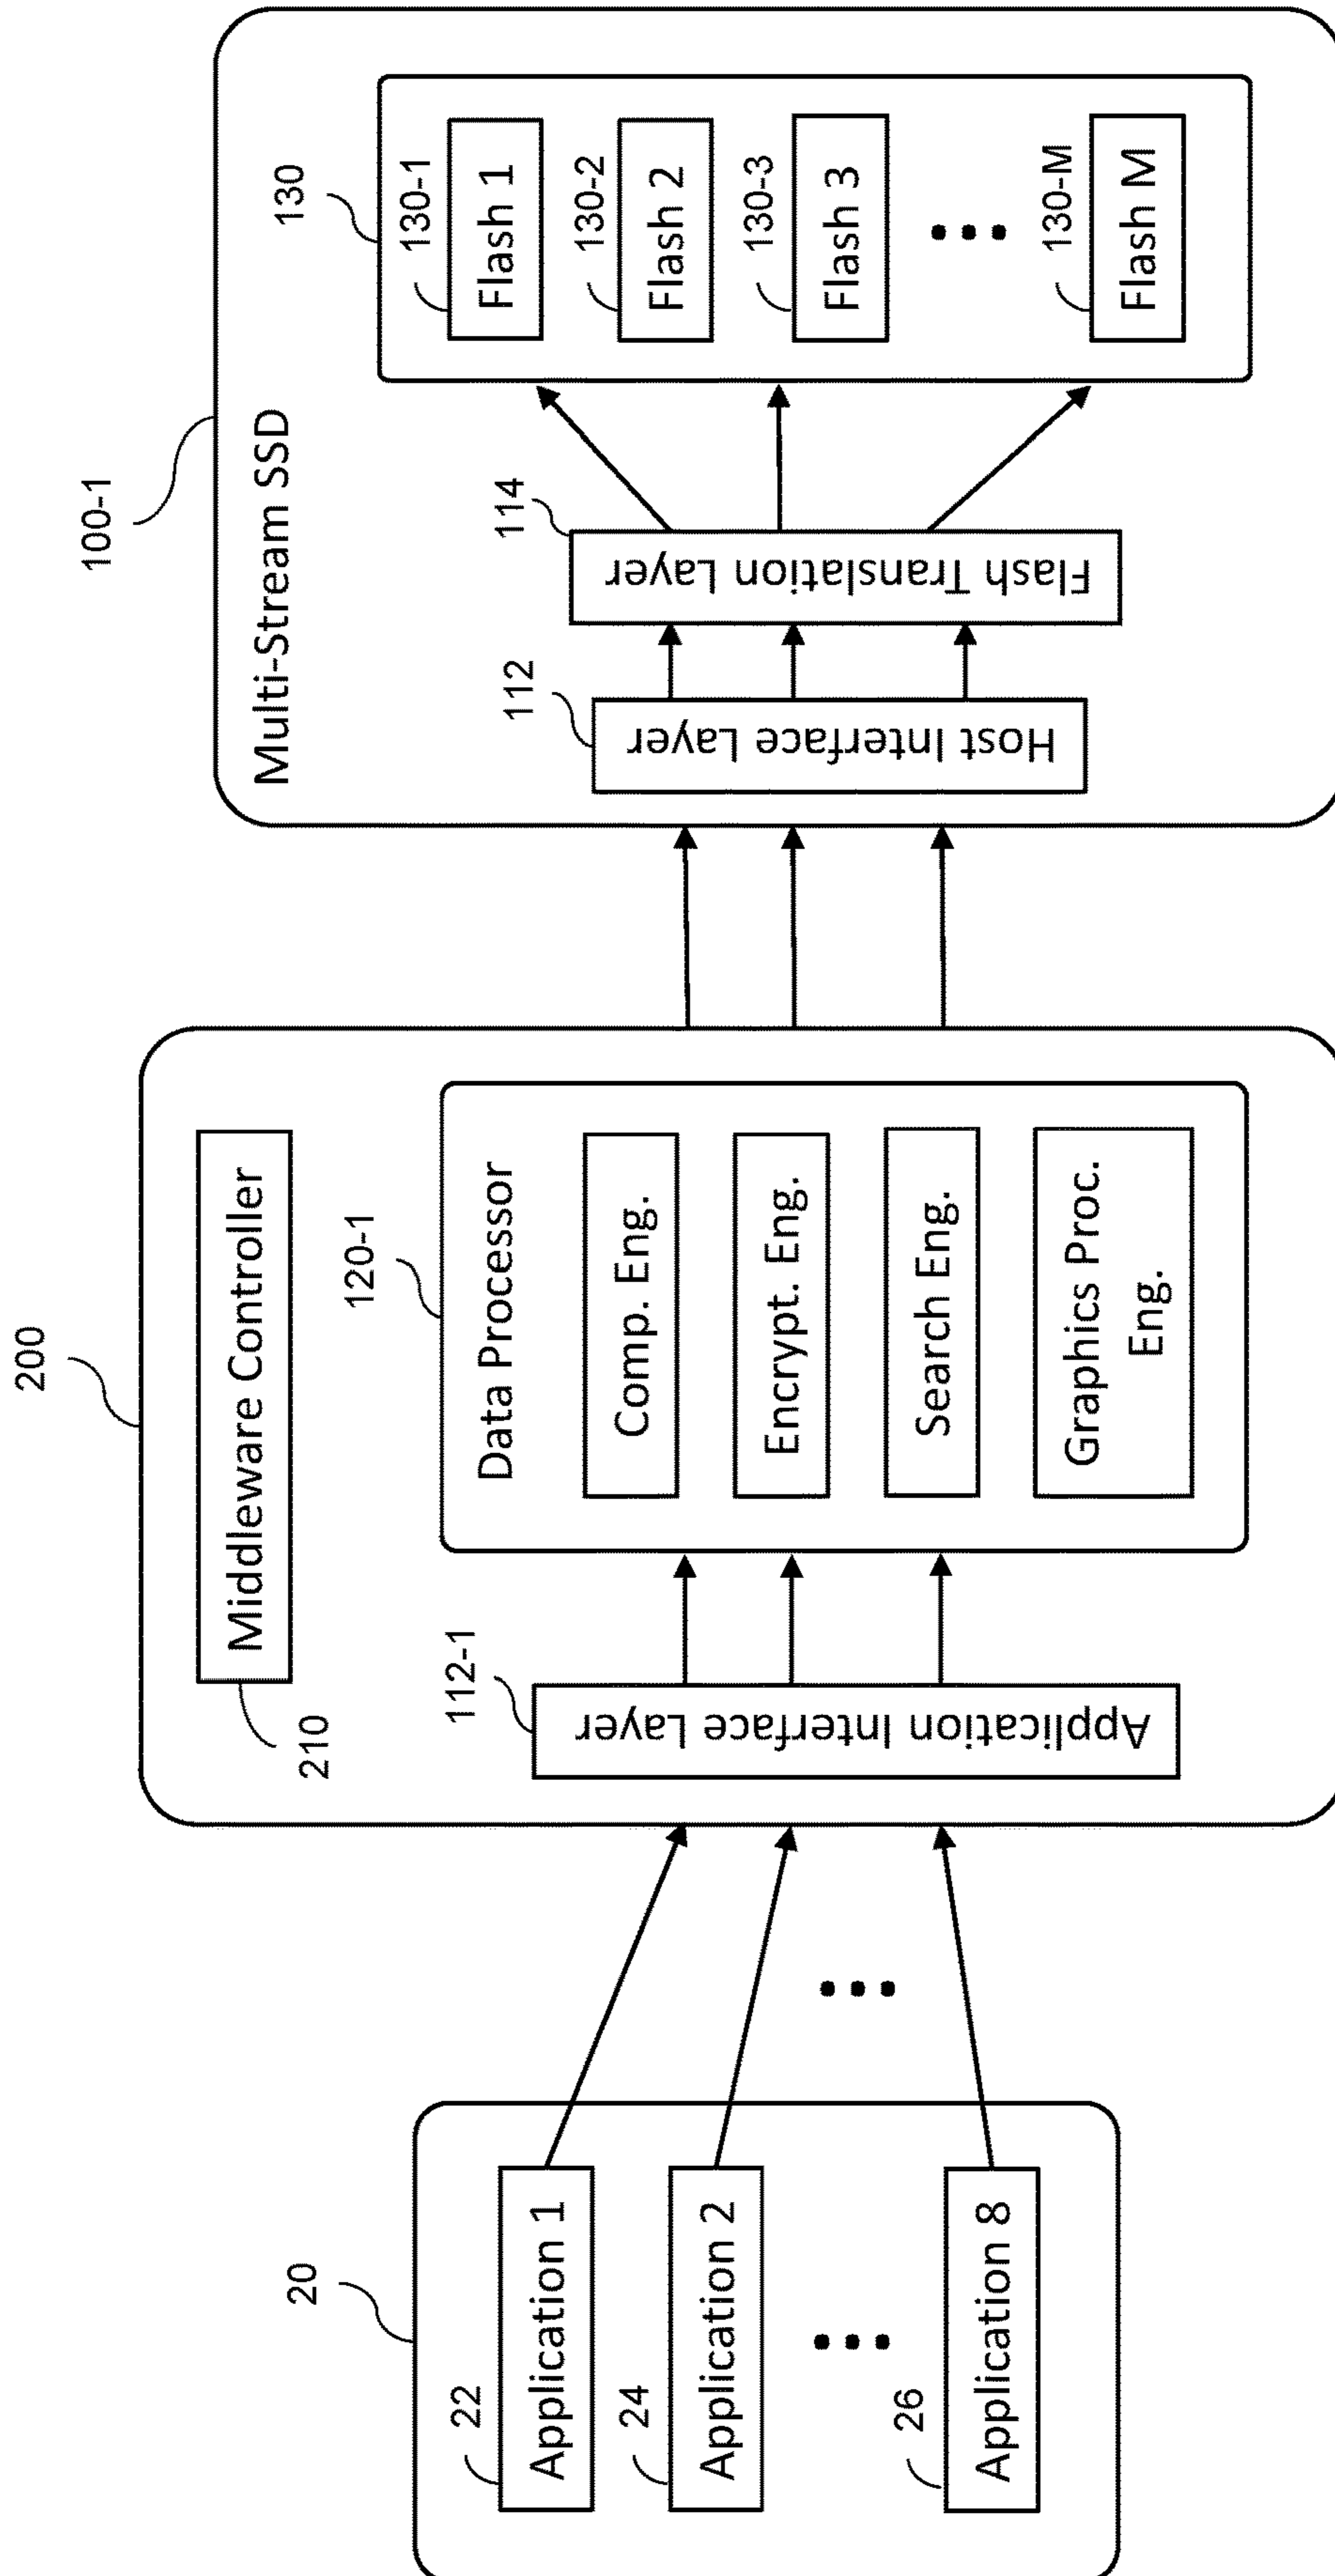 20
22
Application 1
24
Application 2
26
Application 8
200
210
Middleware Controller
112-1
Application Interface Layer
120-1
Data Processor
Comp. Eng.
Encrypt. Eng.
Search Eng.
Graphics Proc.
Eng.
100-1
Multi-Stream SSD
112
Host Interface Layer
114
Flash Translation Layer
130
130-1
Flash 1
130-2
Flash 2
130-3
Flash 3
130-M
Flash M